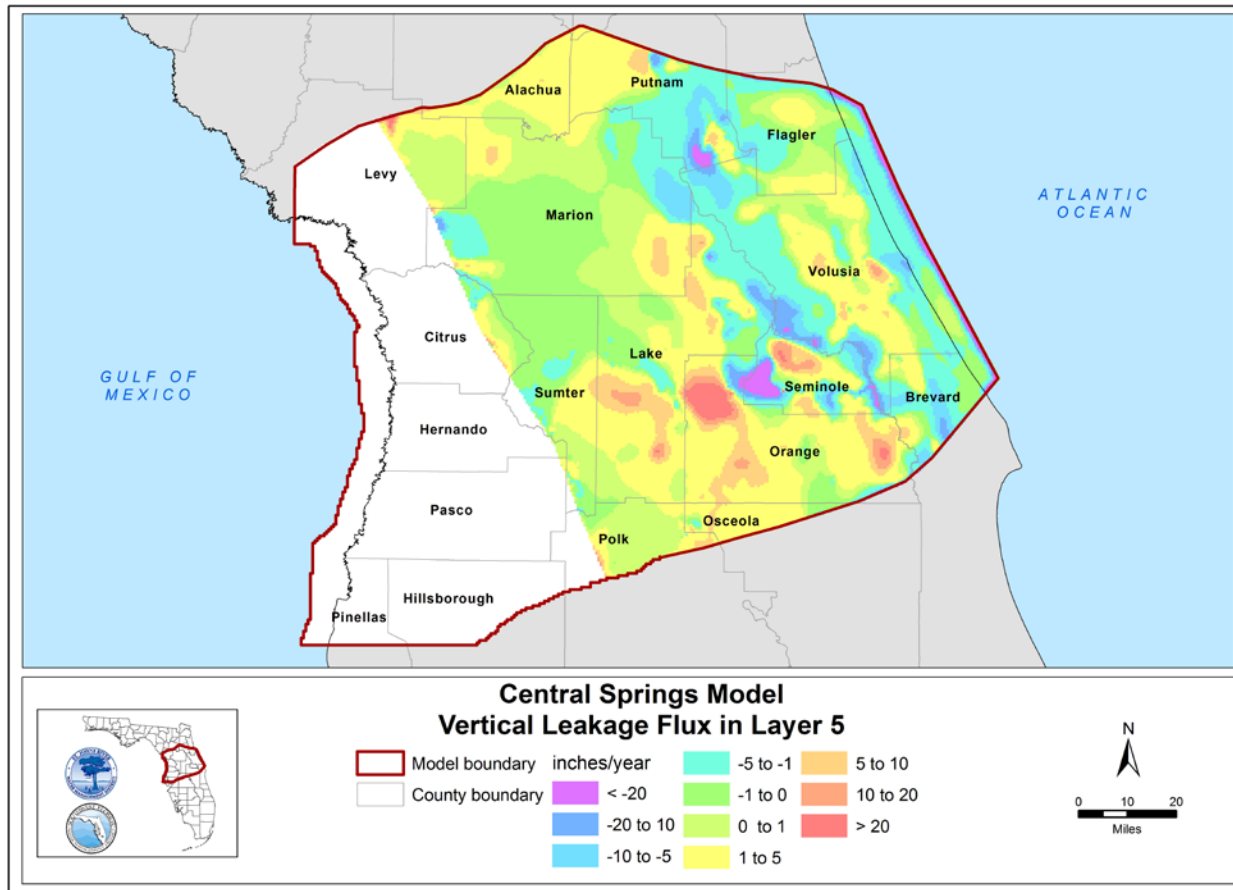 Alachua
Putnam
Flagler
Levy
Marion
ATLANTIC
OCEAN
Volusia
Citrus
Lake
GULF OF
MEXICO
Sumter
Seminole
Brevard
Hernando
Orange
Pasco
Osceola
Polk
Hillsborough
Pinellas
Central Springs Model
Vertical Leakage Flux in Layer 5
Model boundary
County boundary
inches/year
< -20
-20 to 10
-10 to -5
-5 to -1
-1 to 0
0 to 1
1 to 5
5 to 10
10 to 20
> 20
N
0 10 20
Miles